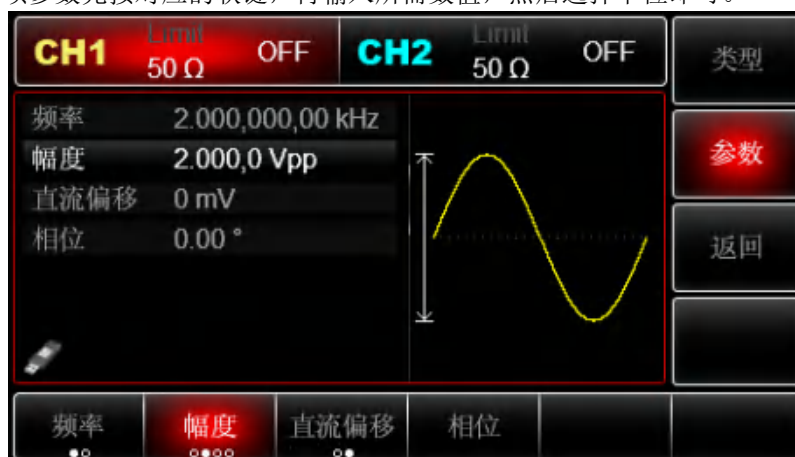 CH1 Limit 50 Ω OFF CH2 Limit 50 Ω OFF 类型
频率 2.000,000,00 kHz
幅度 2.000,0 Vpp 参数
直流偏移 0 mV
相位 0.00 ° 返回
频率 幅度 直流偏移 相位